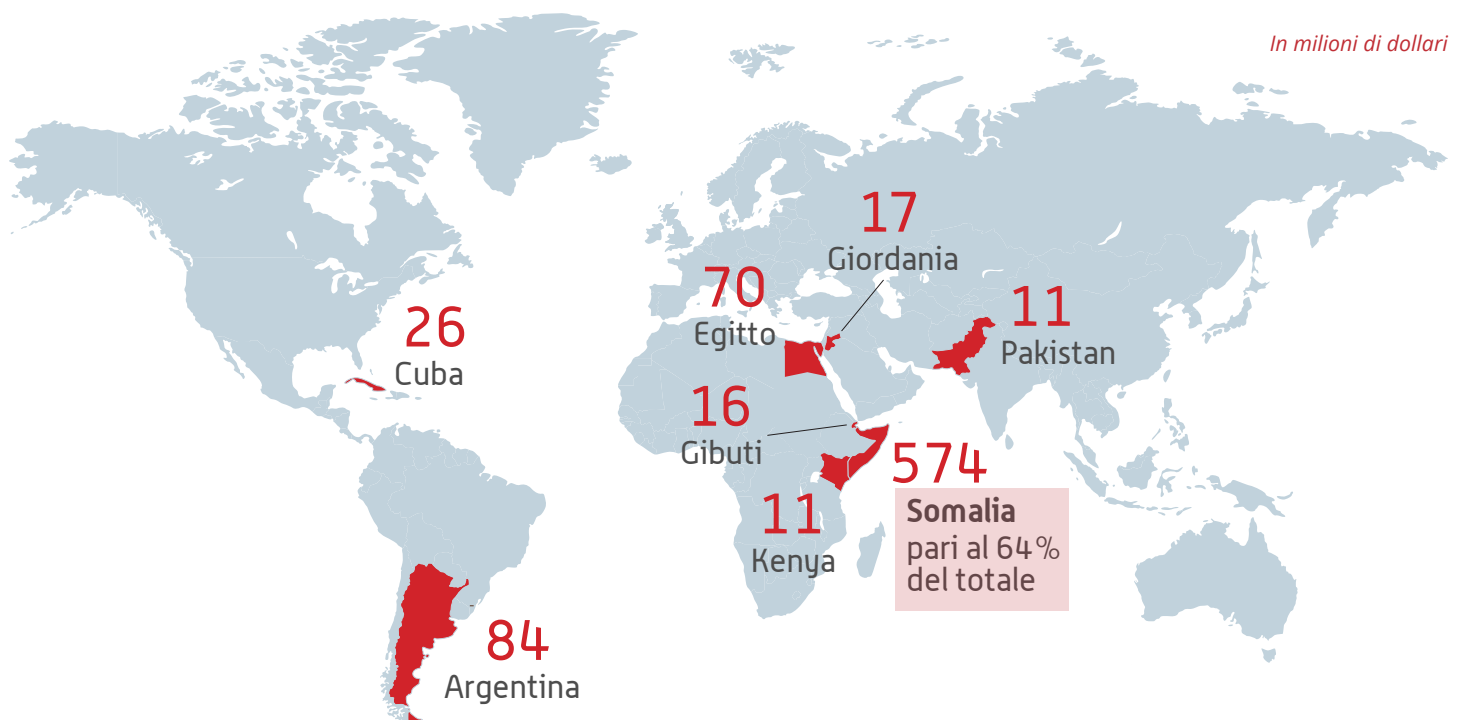 In milioni di dollari
17
Giordania
70
Egitto
11
Pakistan
26
Cuba
16
Gibuti
574
Somalia
pari al 64%
del totale
11
Kenya
84
Argentina